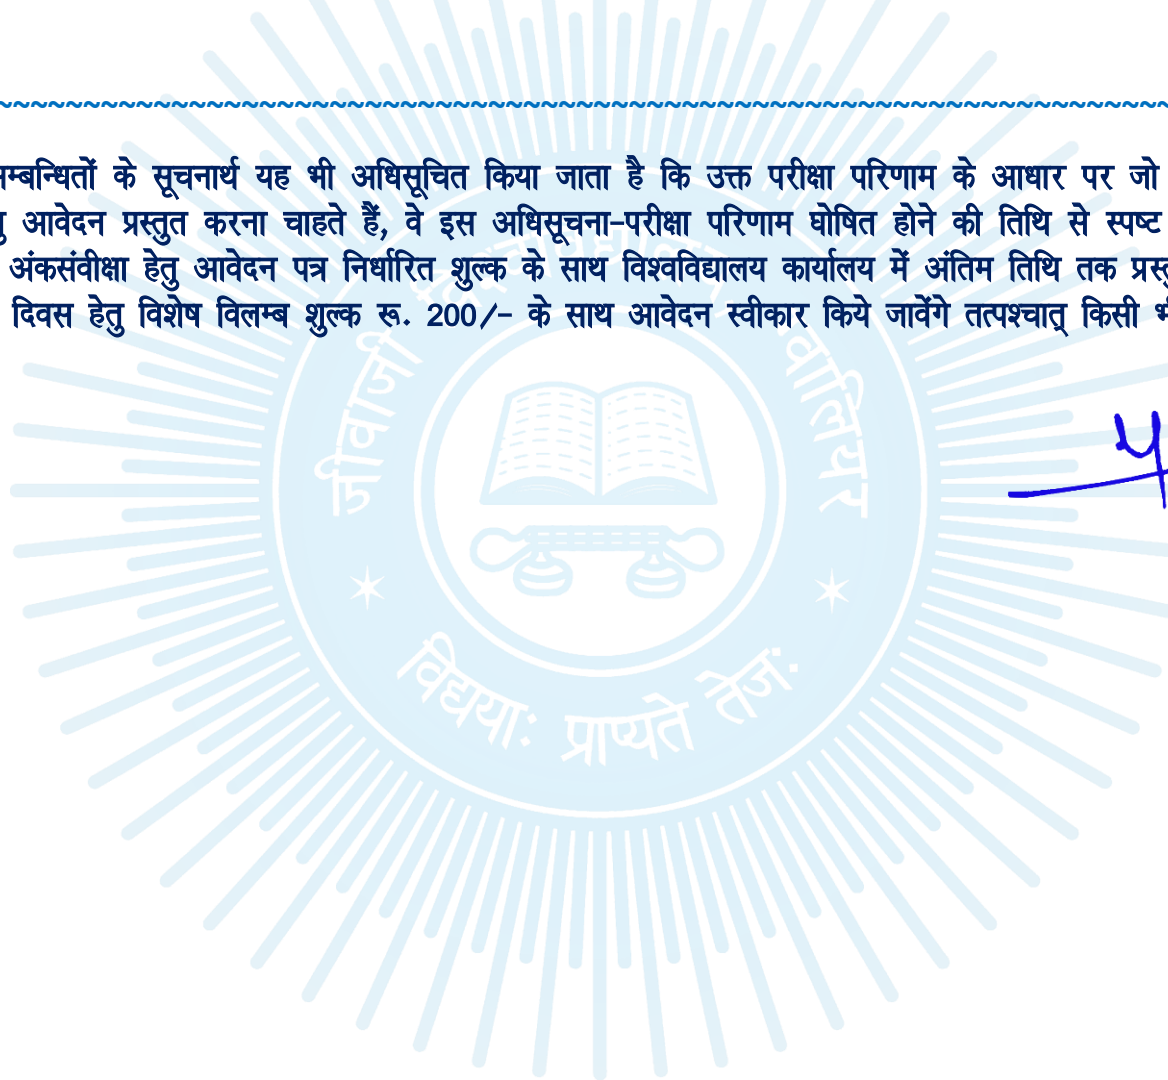 सम्बन्धितों के सूचनार्थ यह भी अधिसूचित किया जाता है कि उक्त परीक्षा परिणाम के आधार पर जो
आवेदन प्रस्तुत करना चाहते हैं, वे इस अधिसूचना-परीक्षा परिणाम घोषित होने की तिथि से स्पष्ट
अंकसंवीक्षा हेतु आवेदन पत्र निर्धारित शुल्क के साथ विश्वविद्यालय कार्यालय में अंतिम तिथि तक
दिवस हेतु विशेष विलम्ब शुल्क रू. 200/- के साथ आवेदन स्वीकार किये जावेंगे तत्पश्चात् किसी
जीवाजी
विद्यया: प्राप्यते तेज: